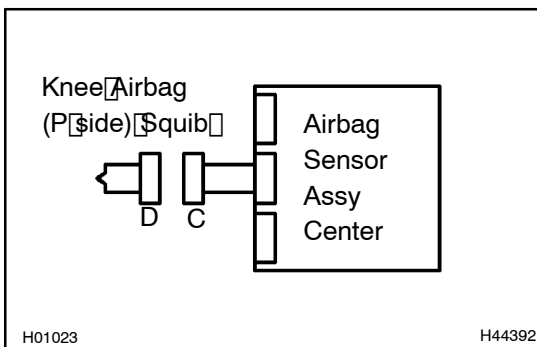 Knee Airbag
(P side) Squib
Airbag
Sensor
Assy
Center
D C
H01023
H44392